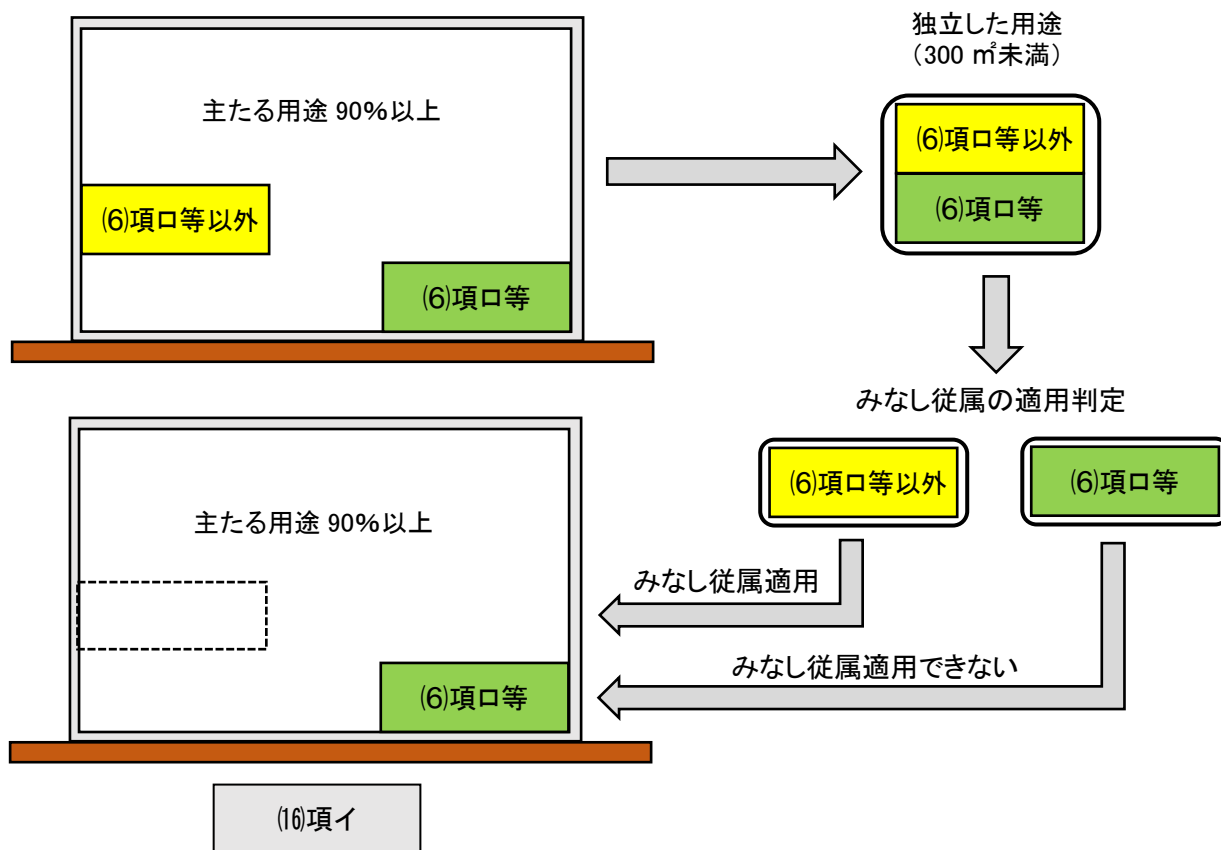 独立した用途
（300 ㎡未満）
主たる用途 90%以上
⑹項ロ等以外
⑹項ロ等
⑹項ロ等以外
⑹項ロ等
みなし従属の適用判定
⑹項ロ等以外
⑹項ロ等
主たる用途 90%以上
みなし従属適用
みなし従属適用できない
⑹項ロ等
⒃項イ